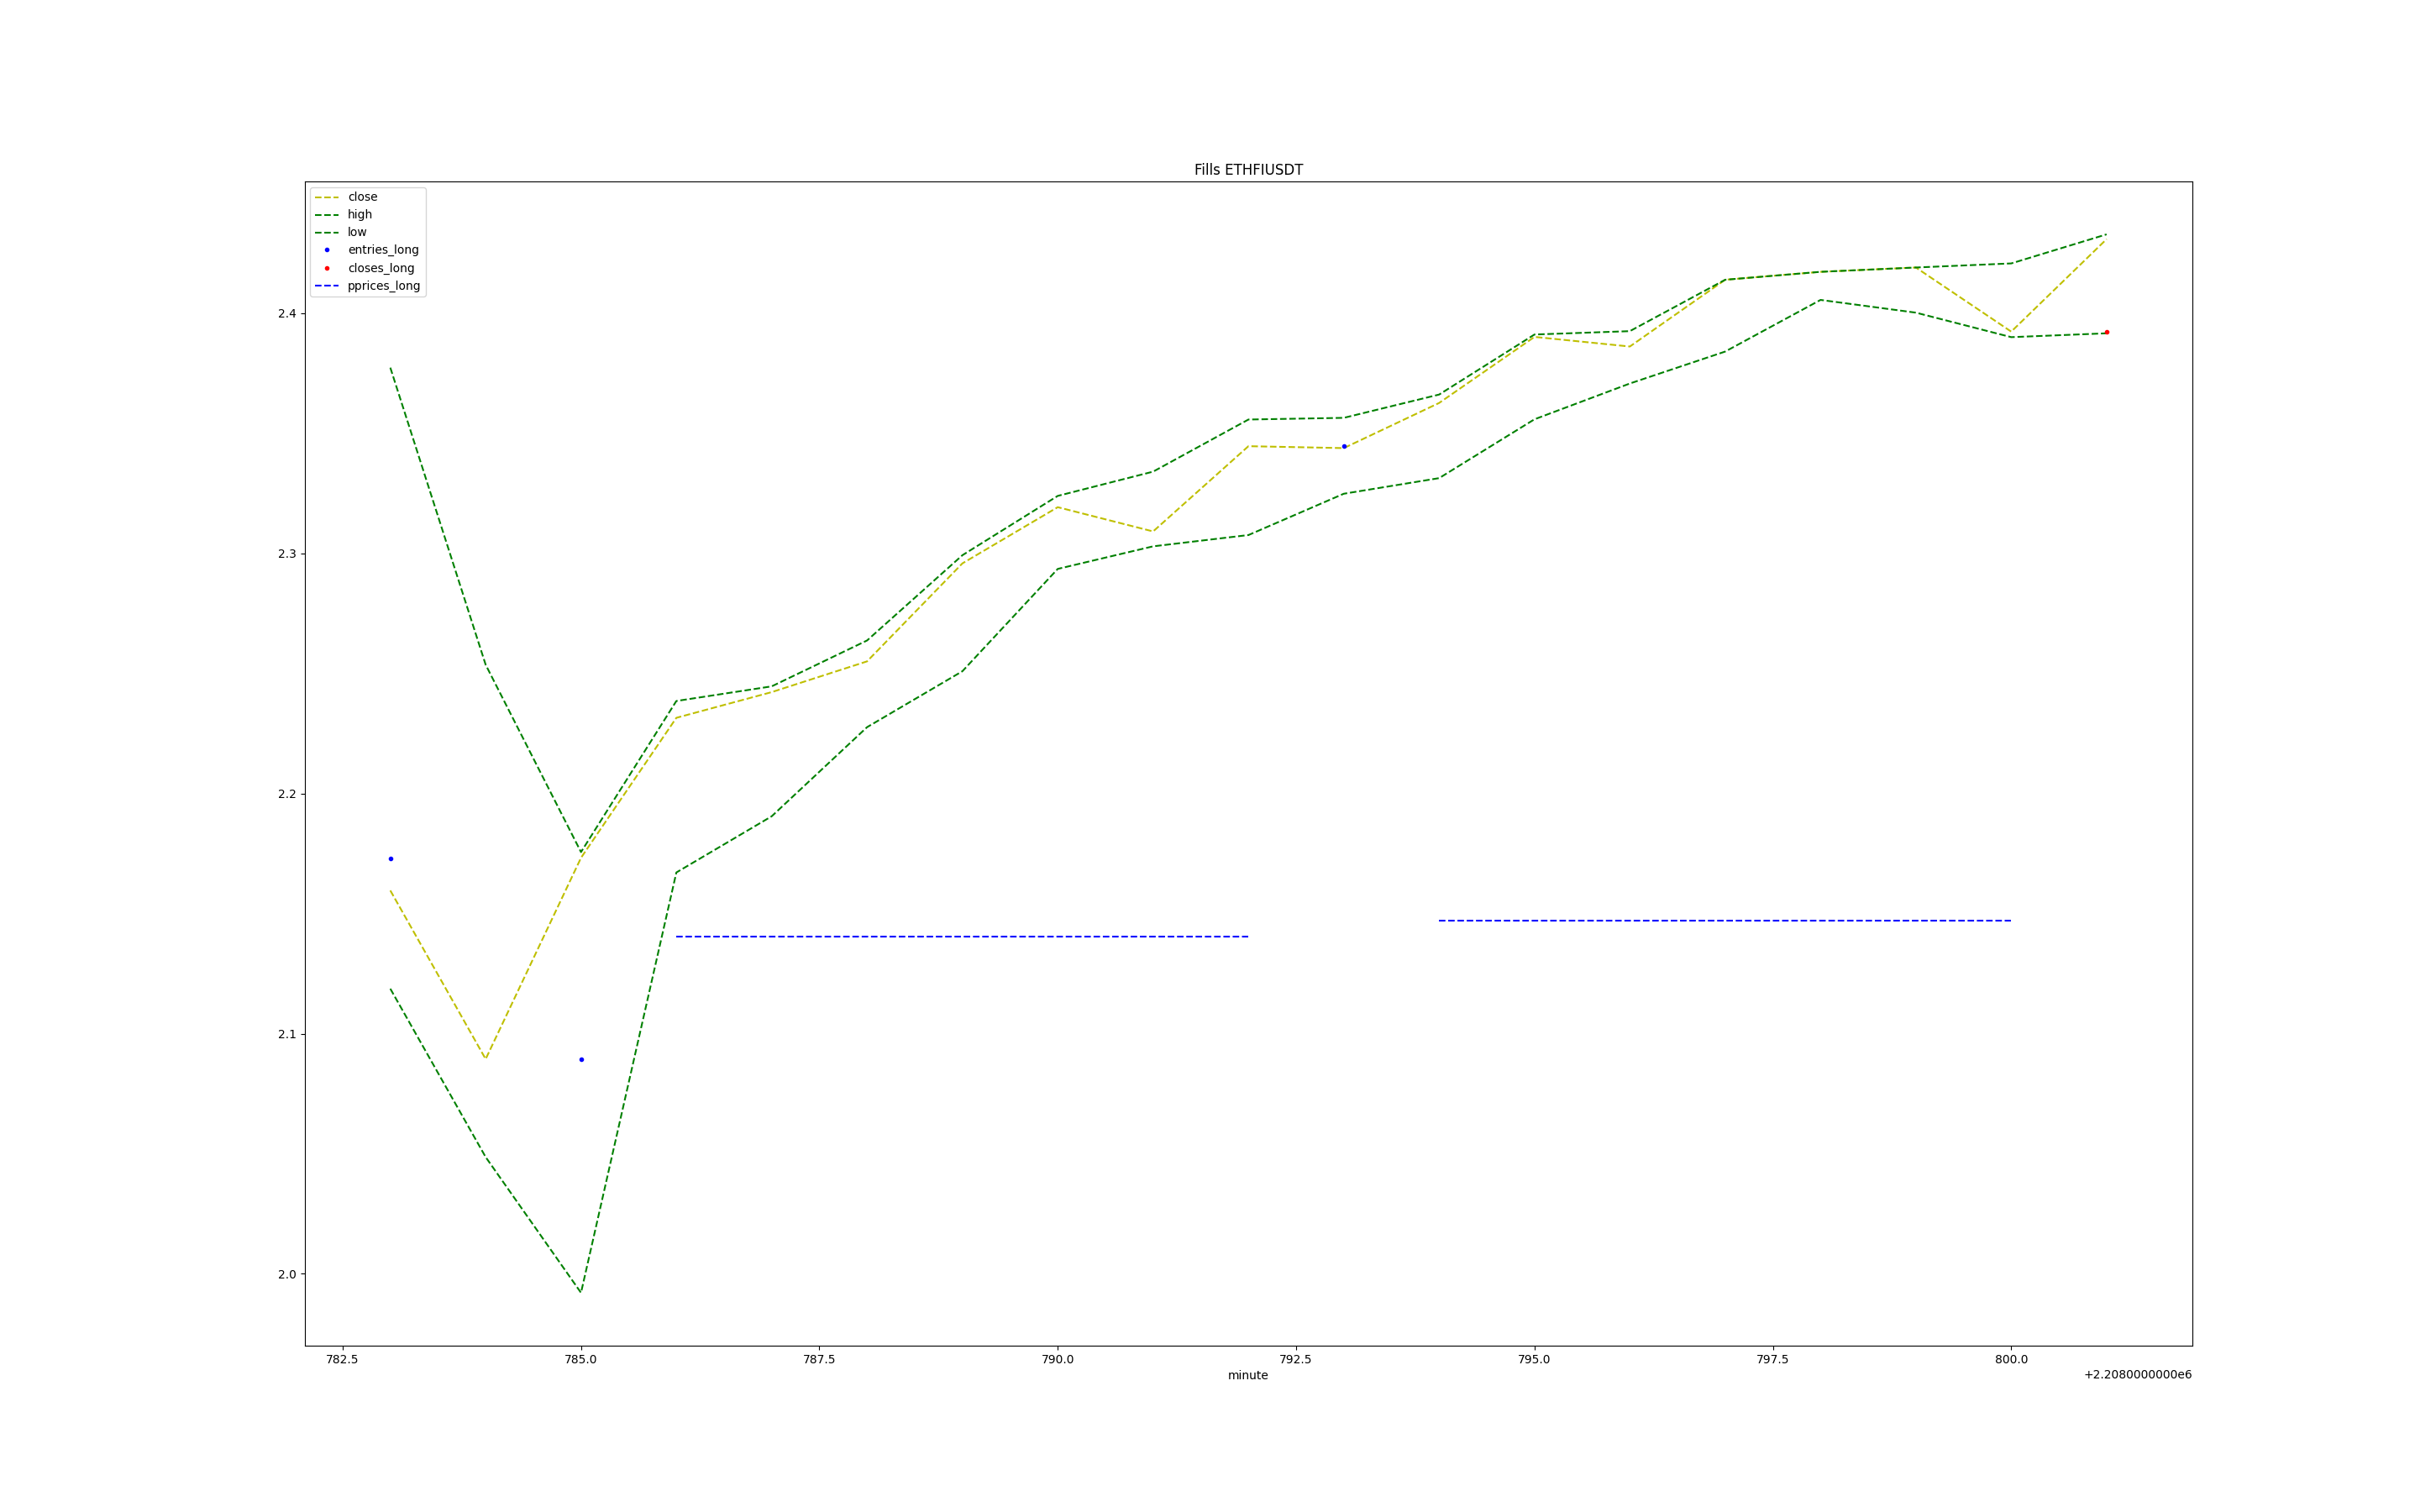 Fills ETHFIUSDT
close
high
low
entries_long
closes_long
pprices_long
2.4
2.3
2.2
2.1
2.0
782.5 785.0 787.5 790.0 792.5 795.0 797.5 800.0
minute
+2.2080000000e6